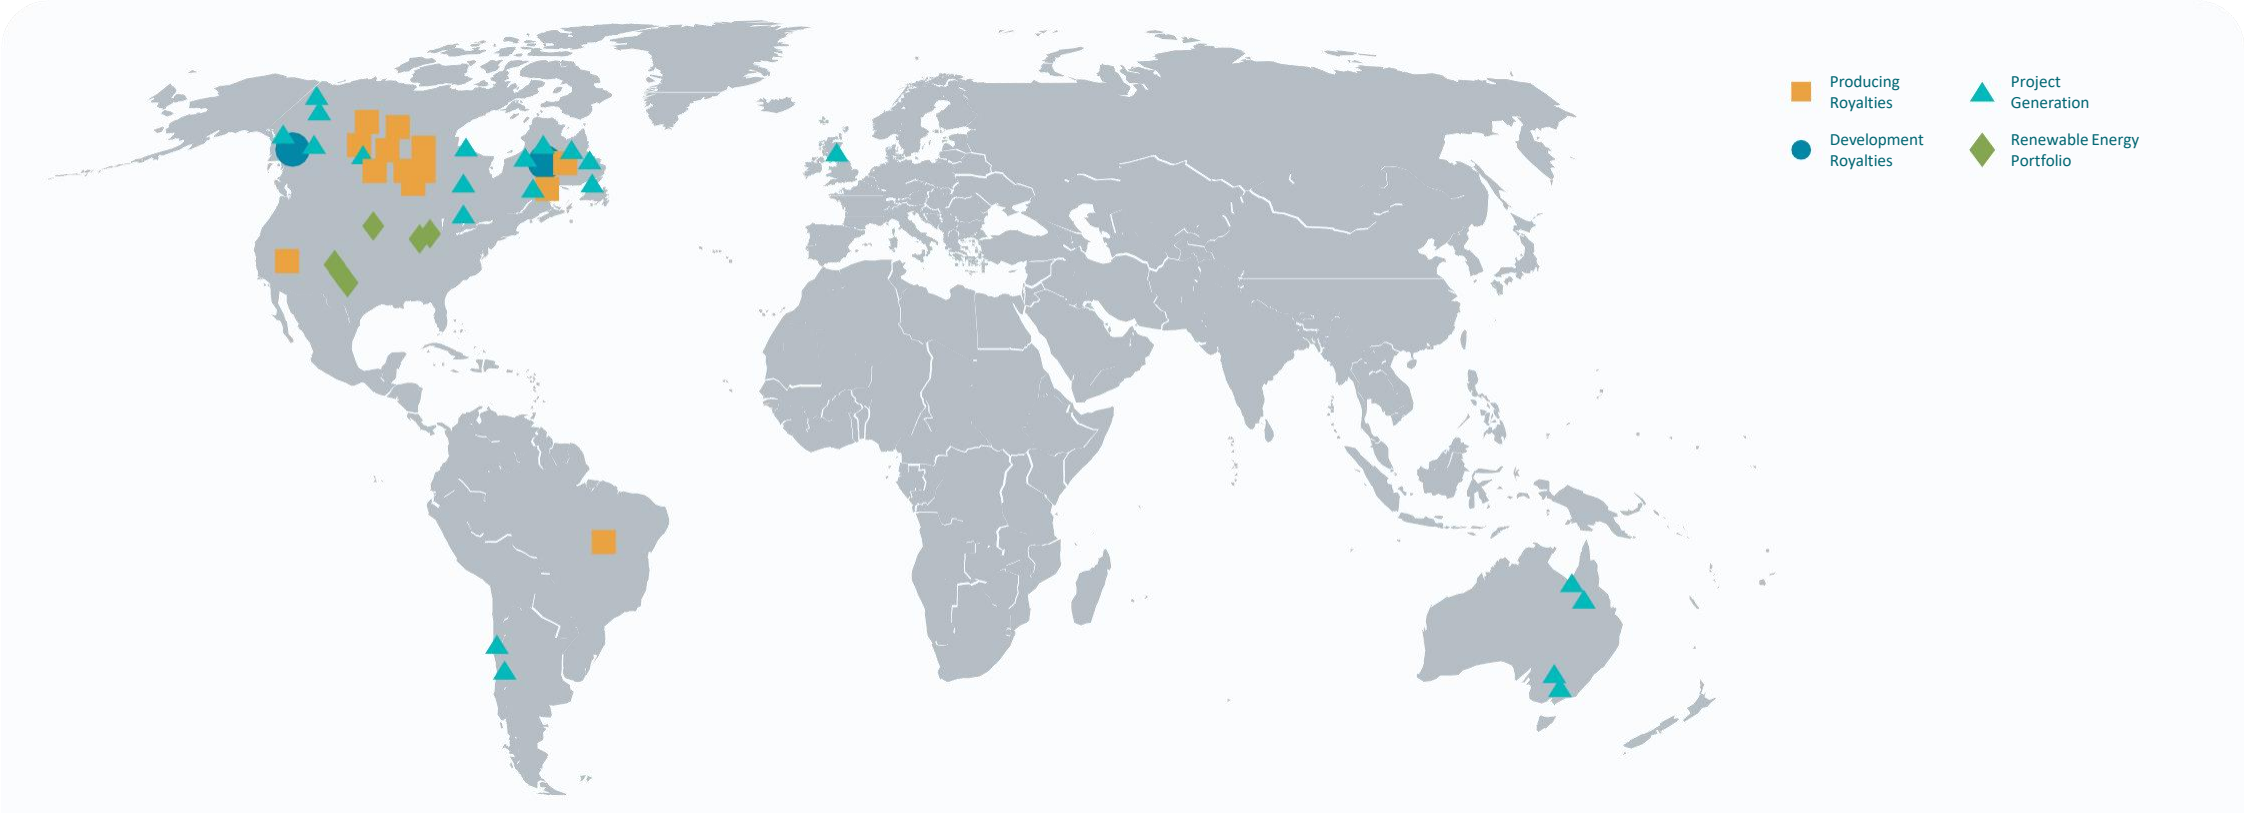 Producing
Royalties
Project
Generation
Development
Royalties
Renewable Energy
Portfolio